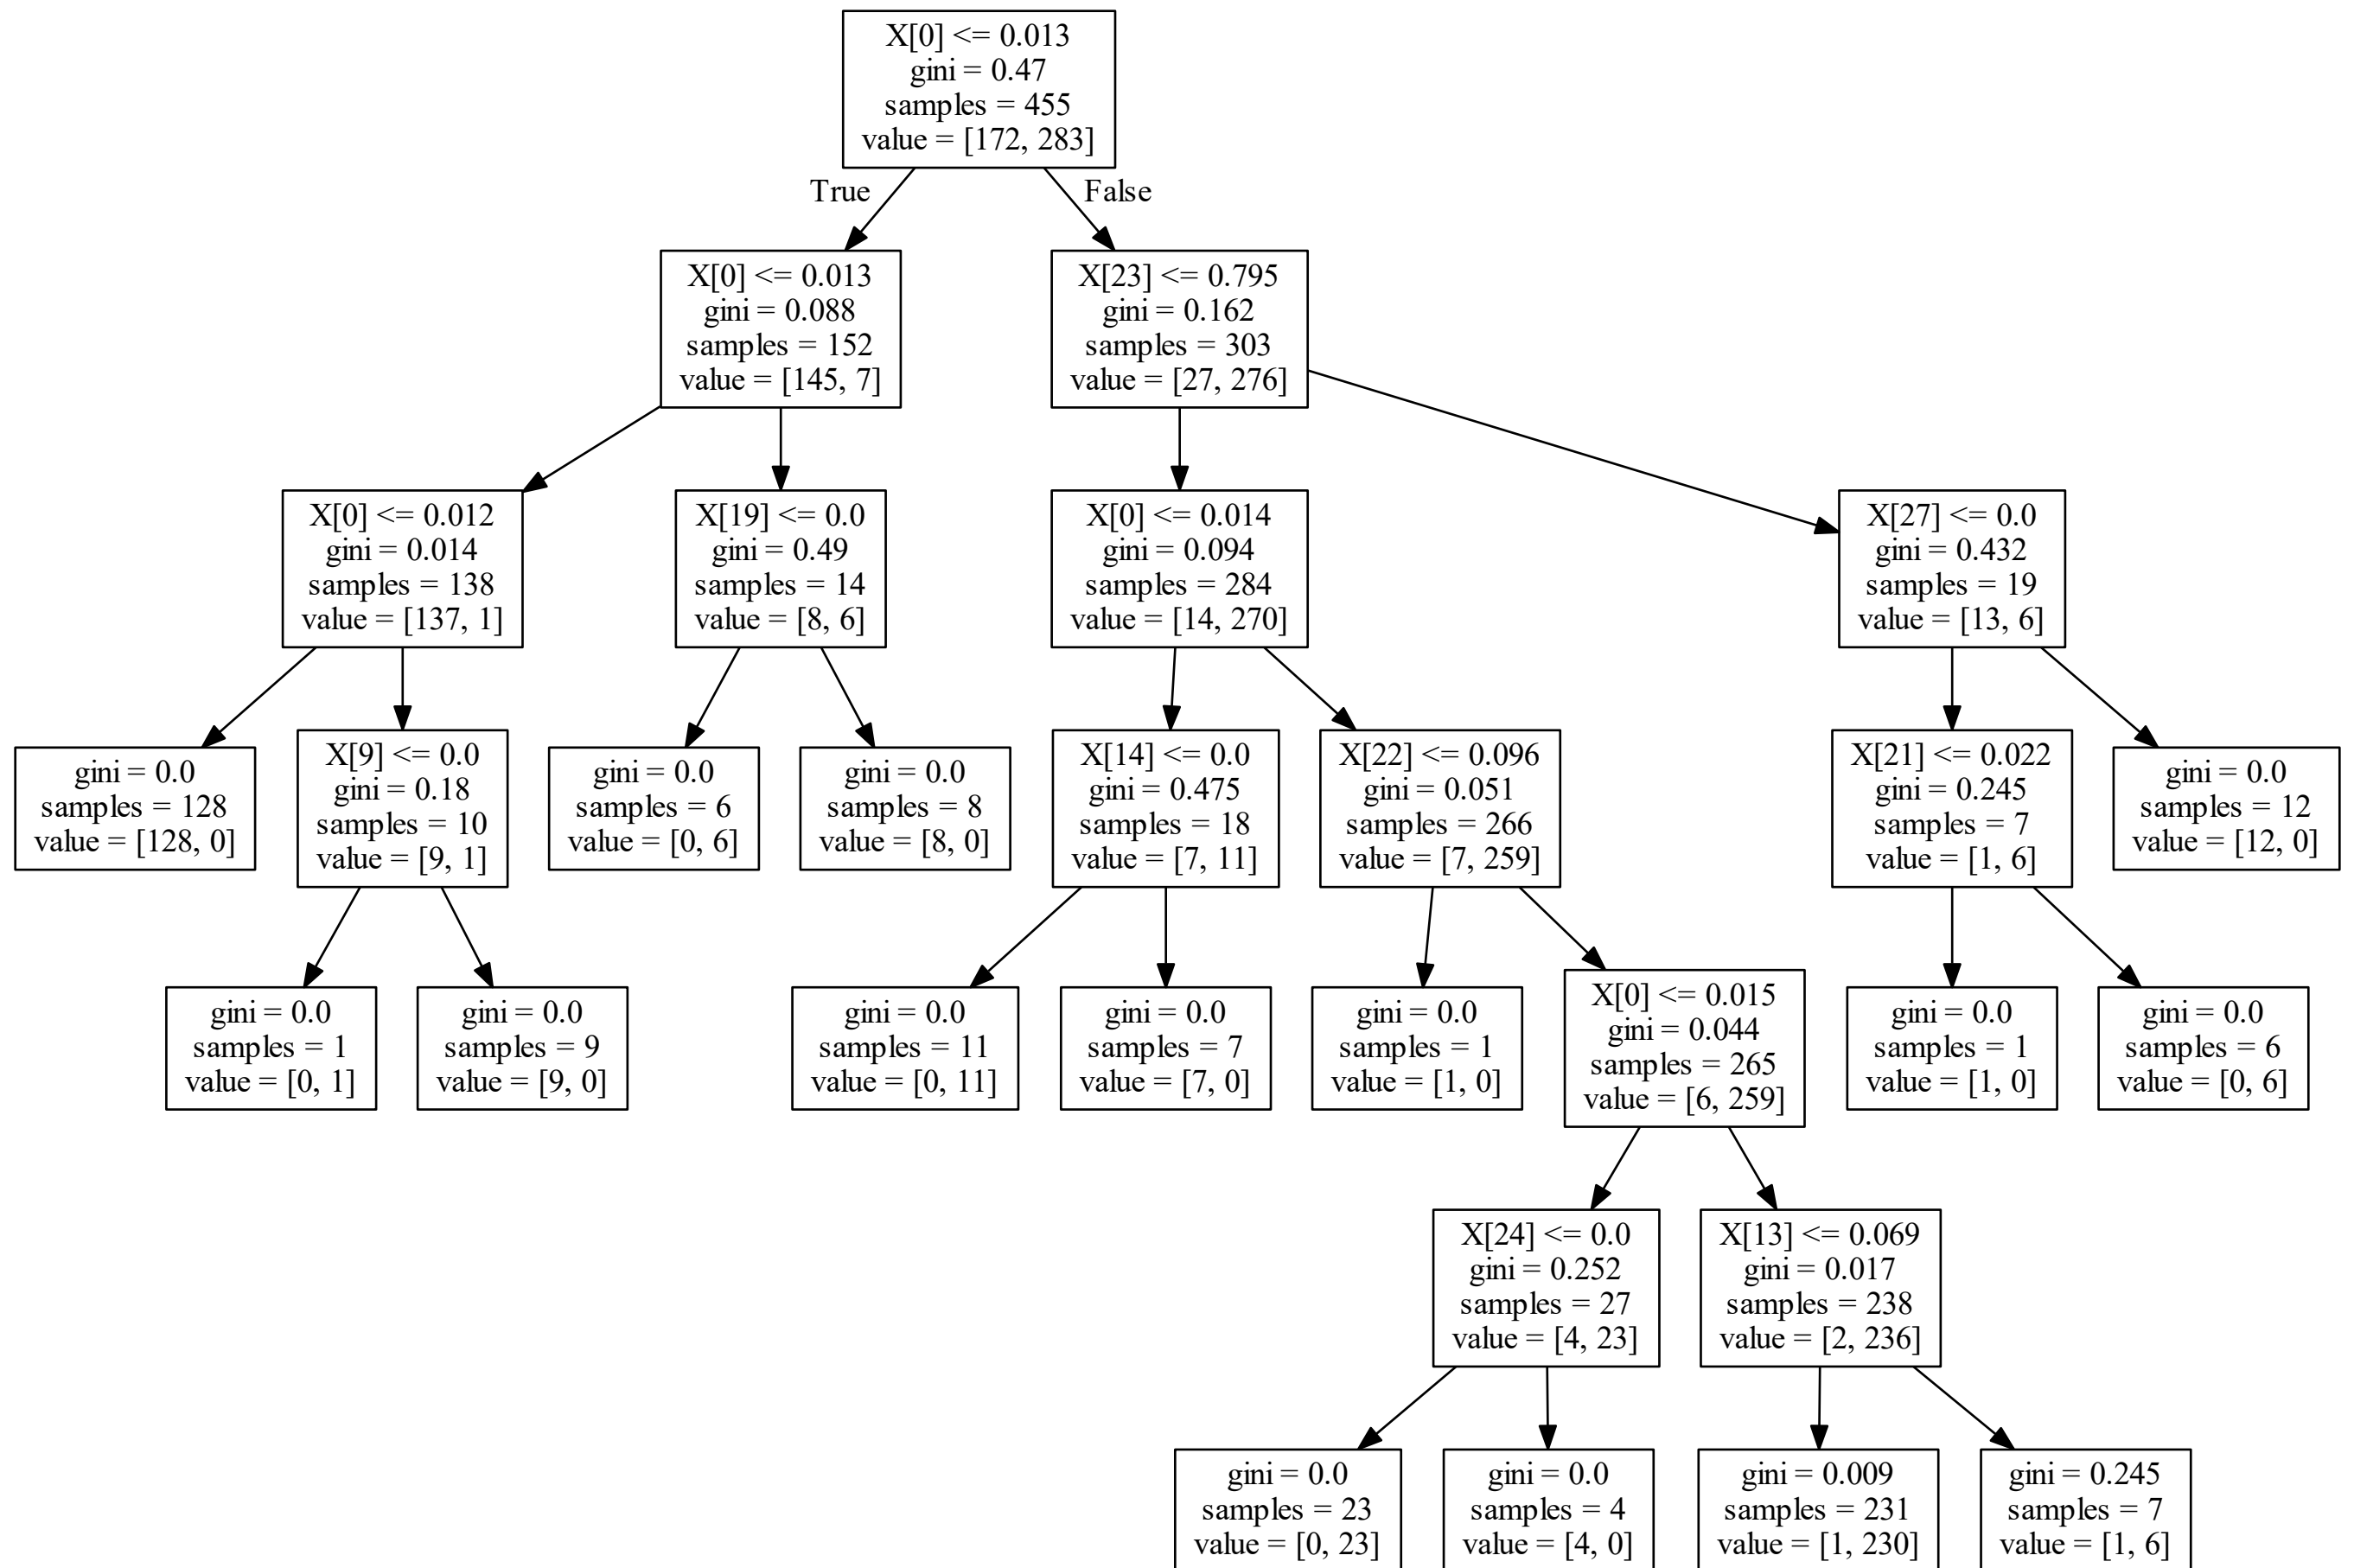 X[0] <= 0.013
gini = 0.47
samples = 455
value = [172, 283]
True
False
X[0] <= 0.013
gini = 0.088
samples = 152
value = [145, 7]
X[23] <= 0.795
gini = 0.162
samples = 303
value = [27, 276]
X[0] <= 0.012
gini = 0.014
samples = 138
value = [137, 1]
X[19] <= 0.0
gini = 0.49
samples = 14
value = [8, 6]
X[0] <= 0.014
gini = 0.094
samples = 284
value = [14, 270]
X[27] <= 0.0
gini = 0.432
samples = 19
value = [13, 6]
gini = 0.0
samples = 128
value = [128, 0]
X[9] <= 0.0
gini = 0.18
samples = 10
value = [9, 1]
gini = 0.0
samples = 6
value = [0, 6]
gini = 0.0
samples = 8
value = [8, 0]
X[14] <= 0.0
gini = 0.475
samples = 18
value = [7, 11]
X[22] <= 0.096
gini = 0.051
samples = 266
value = [7, 259]
X[21] <= 0.022
gini = 0.245
samples = 7
value = [1, 6]
gini = 0.0
samples = 12
value = [12, 0]
gini = 0.0
samples = 1
value = [0, 1]
gini = 0.0
samples = 9
value = [9, 0]
gini = 0.0
samples = 11
value = [0, 11]
gini = 0.0
samples = 7
value = [7, 0]
gini = 0.0
samples = 1
value = [1, 0]
X[0] <= 0.015
gini = 0.044
samples = 265
value = [6, 259]
gini = 0.0
samples = 1
value = [1, 0]
gini = 0.0
samples = 6
value = [0, 6]
X[24] <= 0.0
gini = 0.252
samples = 27
value = [4, 23]
X[13] <= 0.069
gini = 0.017
samples = 238
value = [2, 236]
gini = 0.0
samples = 23
value = [0, 23]
gini = 0.0
samples = 4
value = [4, 0]
gini = 0.009
samples = 231
value = [1, 230]
gini = 0.245
samples = 7
value = [1, 6]